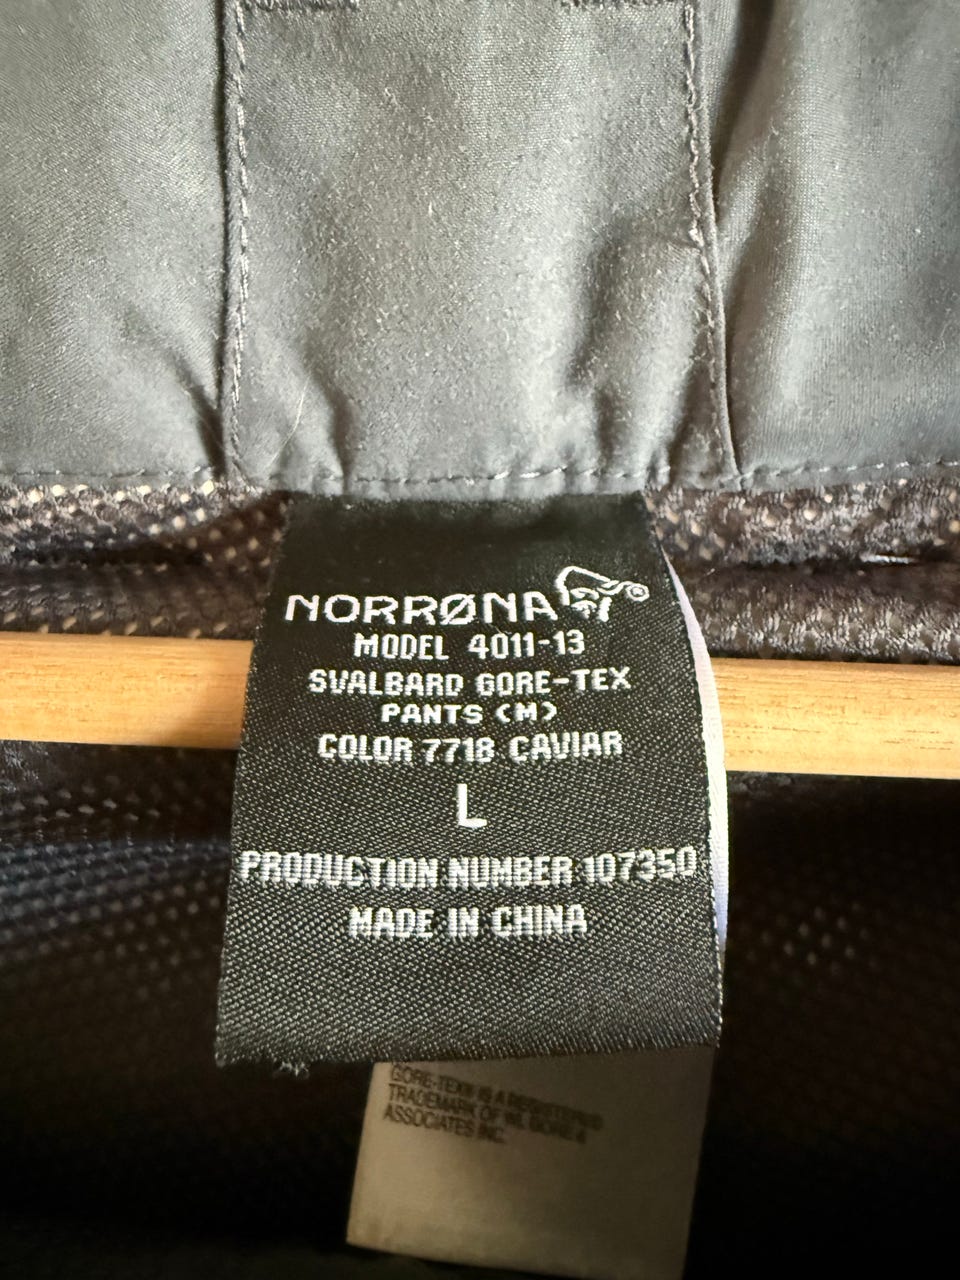 NORRØNA
MODEL 4011-13
SVALBARD GORE-TEX
PANTS (M)
COLOR 7718 CAVIAR
L
PRODUCTION NUMBER 107350
MADE IN CHINA
GORE-TEX® IS A REGISTERED
TRADEMARK OF WL GORE &
ASSOCIATES INC.